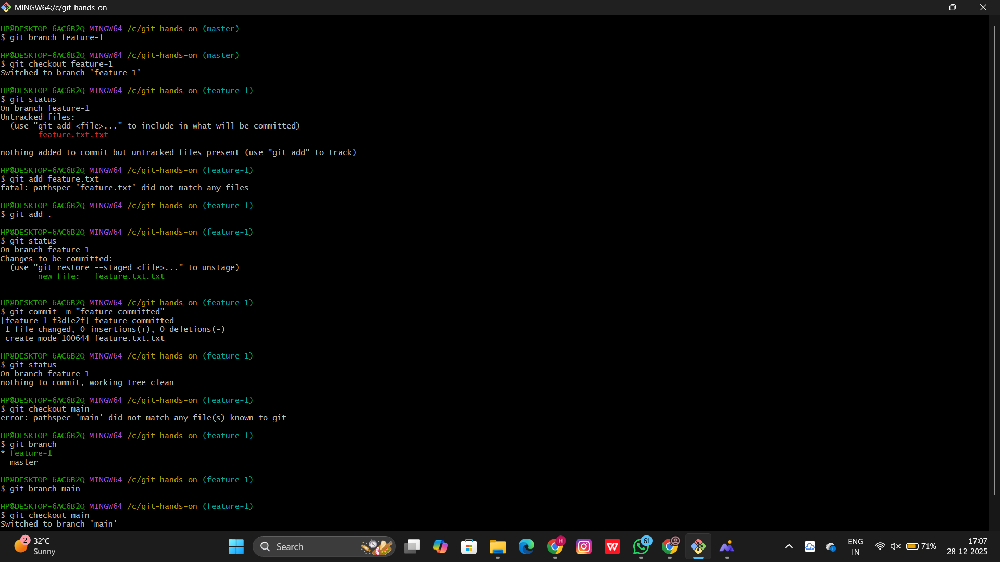 MINGW64:/c/git-hands-on
HP@DESKTOP-6AC6B2Q MINGW64 /c/git-hands-on (master)
$ git branch feature-1
HP@DESKTOP-6AC6B2Q MINGW64 /c/git-hands-on (master)
$ git checkout feature-1
Switched to branch 'feature-1'
HP@DESKTOP-6AC6B2Q MINGW64 /c/git-hands-on (feature-1)
$ git status
On branch feature-1
Untracked files:
  (use "git add <file>..." to include in what will be committed)
        feature.txt.txt
nothing added to commit but untracked files present (use "git add" to track)
HP@DESKTOP-6AC6B2Q MINGW64 /c/git-hands-on (feature-1)
$ git add feature.txt
fatal: pathspec 'feature.txt' did not match any files
HP@DESKTOP-6AC6B2Q MINGW64 /c/git-hands-on (feature-1)
$ git add .
HP@DESKTOP-6AC6B2Q MINGW64 /c/git-hands-on (feature-1)
$ git status
On branch feature-1
Changes to be committed:
  (use "git restore --staged <file>..." to unstage)
        new file:   feature.txt.txt
HP@DESKTOP-6AC6B2Q MINGW64 /c/git-hands-on (feature-1)
$ git commit -m "feature committed"
[feature-1 f3d1e2f] feature committed
 1 file changed, 0 insertions(+), 0 deletions(-)
 create mode 100644 feature.txt.txt
HP@DESKTOP-6AC6B2Q MINGW64 /c/git-hands-on (feature-1)
$ git status
On branch feature-1
nothing to commit, working tree clean
HP@DESKTOP-6AC6B2Q MINGW64 /c/git-hands-on (feature-1)
$ git checkout main
error: pathspec 'main' did not match any file(s) known to git
HP@DESKTOP-6AC6B2Q MINGW64 /c/git-hands-on (feature-1)
$ git branch
* feature-1
  master
HP@DESKTOP-6AC6B2Q MINGW64 /c/git-hands-on (feature-1)
$ git branch main
HP@DESKTOP-6AC6B2Q MINGW64 /c/git-hands-on (feature-1)
$ git checkout main
Switched to branch 'main'
2
32°C
Sunny
Search
H
W
61
ENG
IN
71%
17:07
28-12-2025